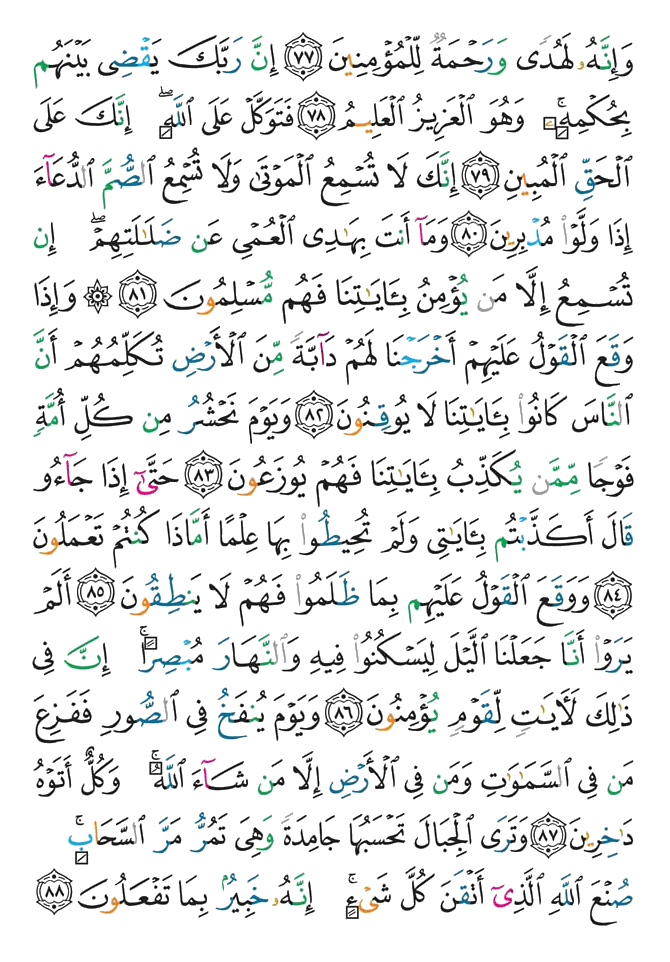 وَإِنَّهُۥ لَهُدٗى وَرَحۡمَةٞ لِّلۡمُؤۡمِنِينَ ٧٧ إِنَّ رَبَّكَ يَقۡضِي بَيۡنَهُم
بِحُكۡمِهِۦۚ وَهُوَ ٱلۡعَزِيزُ ٱلۡعَلِيمُ ٧٨ فَتَوَكَّلۡ عَلَى ٱللَّهِۖ إِنَّكَ عَلَى
ٱلۡحَقِّ ٱلۡمُبِينِ ٧٩ إِنَّكَ لَا تُسۡمِعُ ٱلۡمَوۡتَىٰ وَلَا تُسۡمِعُ ٱلصُّمَّ ٱلدُّعَآءَ
إِذَا وَلَّوۡاْ مُدۡبِرِينَ ٨٠ وَمَآ أَنتَ بِهَٰدِي ٱلۡعُمۡيِ عَن ضَلَٰلَتِهِمۡۖ إِن
تُسۡمِعُ إِلَّا مَن يُؤۡمِنُ بِـَٔايَٰتِنَا فَهُم مُّسۡلِمُونَ ٨١ ۞ وَإِذَا
وَقَعَ ٱلۡقَوۡلُ عَلَيۡهِمۡ أَخۡرَجۡنَا لَهُمۡ دَآبَّةٗ مِّنَ ٱلۡأَرۡضِ تُكَلِّمُهُمۡ أَنَّ
ٱلنَّاسَ كَانُواْ بِـَٔايَٰتِنَا لَا يُوقِنُونَ ٨٢ وَيَوۡمَ نَحۡشُرُ مِن كُلِّ أُمَّةٖ
فَوۡجٗا مِّمَّن يُكَذِّبُ بِـَٔايَٰتِنَا فَهُمۡ يُوزَعُونَ ٨٣ حَتَّىٰٓ إِذَا جَآءُو
قَالَ أَكَذَّبۡتُم بِـَٔايَٰتِي وَلَمۡ تُحِيطُواْ بِهَا عِلۡمًا أَمَّاذَا كُنتُمۡ تَعۡمَلُونَ
٨٤ وَوَقَعَ ٱلۡقَوۡلُ عَلَيۡهِم بِمَا ظَلَمُواْ فَهُمۡ لَا يَنطِقُونَ ٨٥ أَلَمۡ
يَرَوۡاْ أَنَّا جَعَلۡنَا ٱلَّيۡلَ لِيَسۡكُنُواْ فِيهِ وَٱلنَّهَارَ مُبۡصِرًاۚ إِنَّ فِي
ذَٰلِكَ لَأٓيَٰتٖ لِّقَوۡمٖ يُؤۡمِنُونَ ٨٦ وَيَوۡمَ يُنفَخُ فِي ٱلصُّورِ فَفَزِعَ
مَن فِي ٱلسَّمَٰوَٰتِ وَمَن فِي ٱلۡأَرۡضِ إِلَّا مَن شَآءَ ٱللَّهُۚ وَكُلٌّ أَتَوۡهُ
دَٰخِرِينَ ٨٧ وَتَرَى ٱلۡجِبَالَ تَحۡسَبُهَا جَامِدَةٗ وَهِيَ تَمُرُّ مَرَّ ٱلسَّحَابِۚ
صُنۡعَ ٱللَّهِ ٱلَّذِيٓ أَتۡقَنَ كُلَّ شَيۡءٍۚ إِنَّهُۥ خَبِيرُۢ بِمَا تَفۡعَلُونَ ٨٨